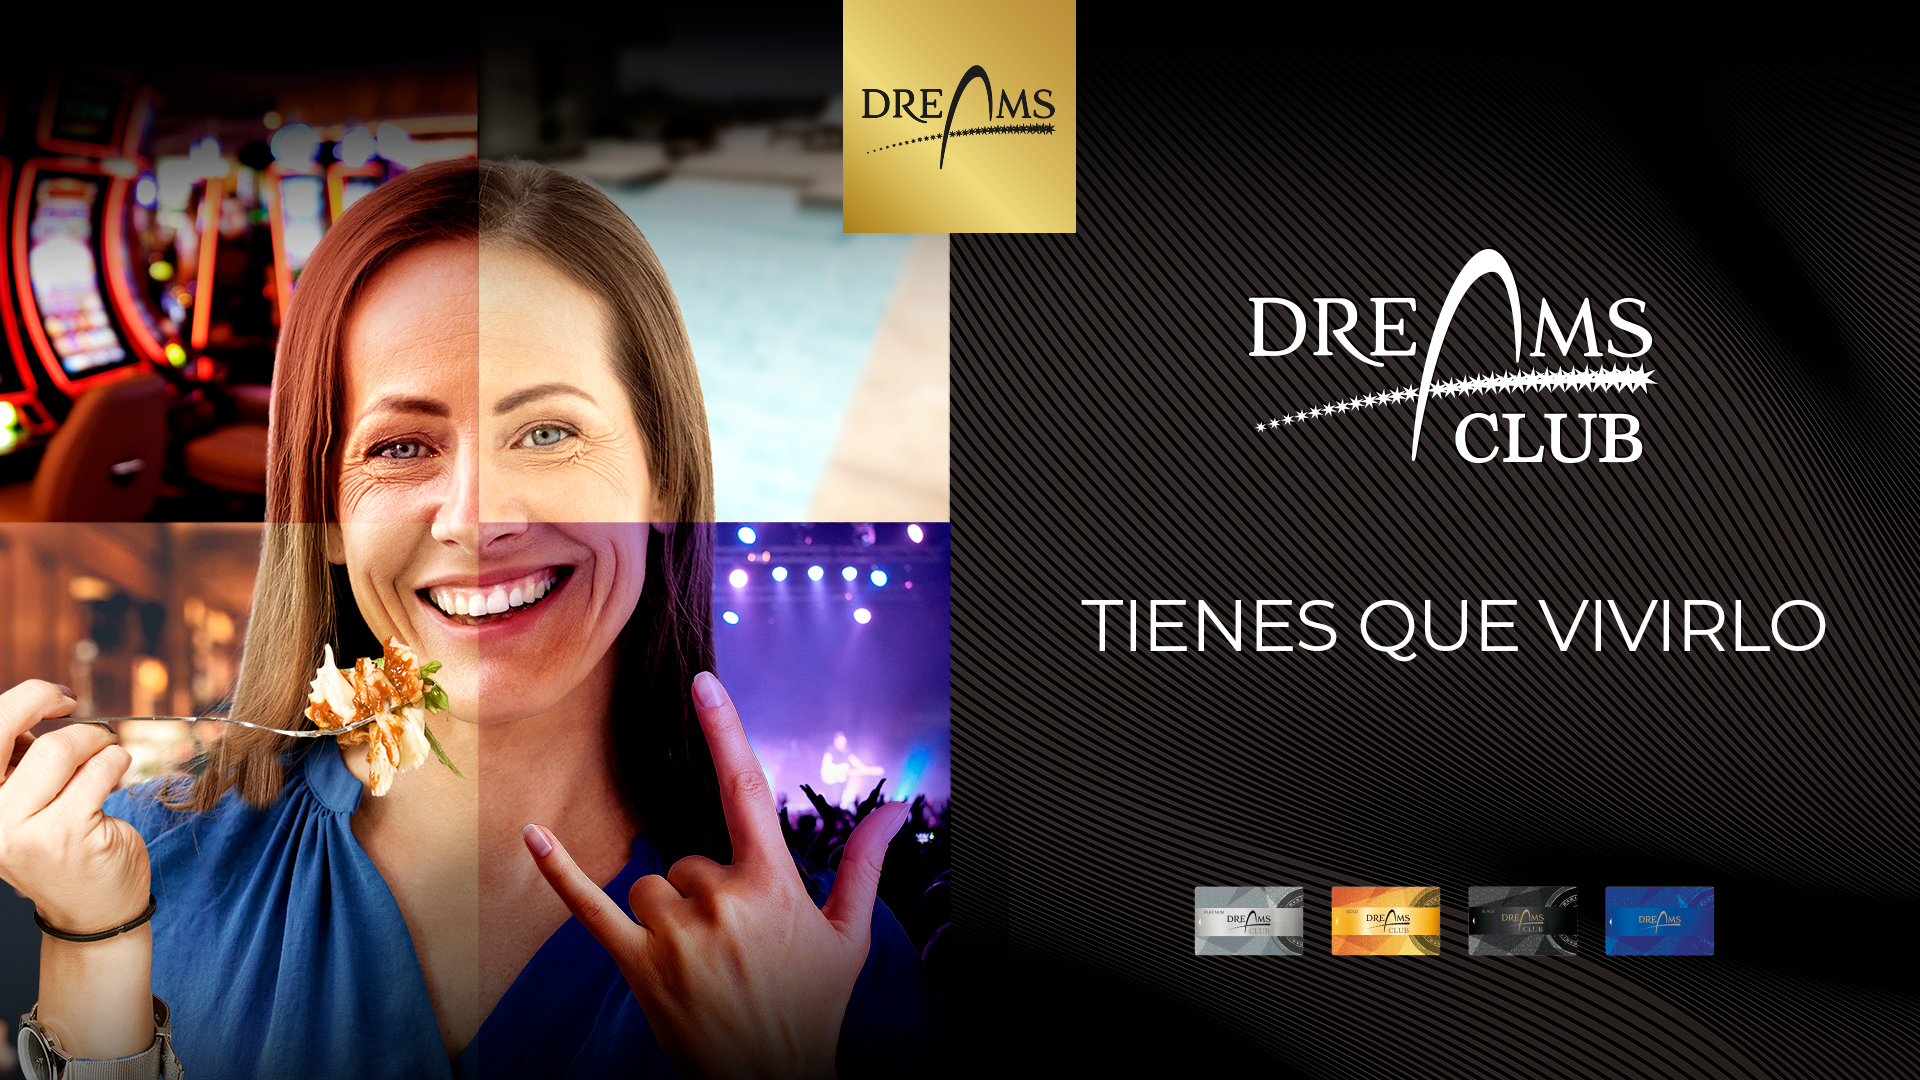 DREAMS
DREAMS
CLUB
TIENES QUE VIVIRLO
PLATINUM
DREAMS
CLUB
GOLD
DREAMS
CLUB
BLACK
DREAMS
CLUB
DREAMS